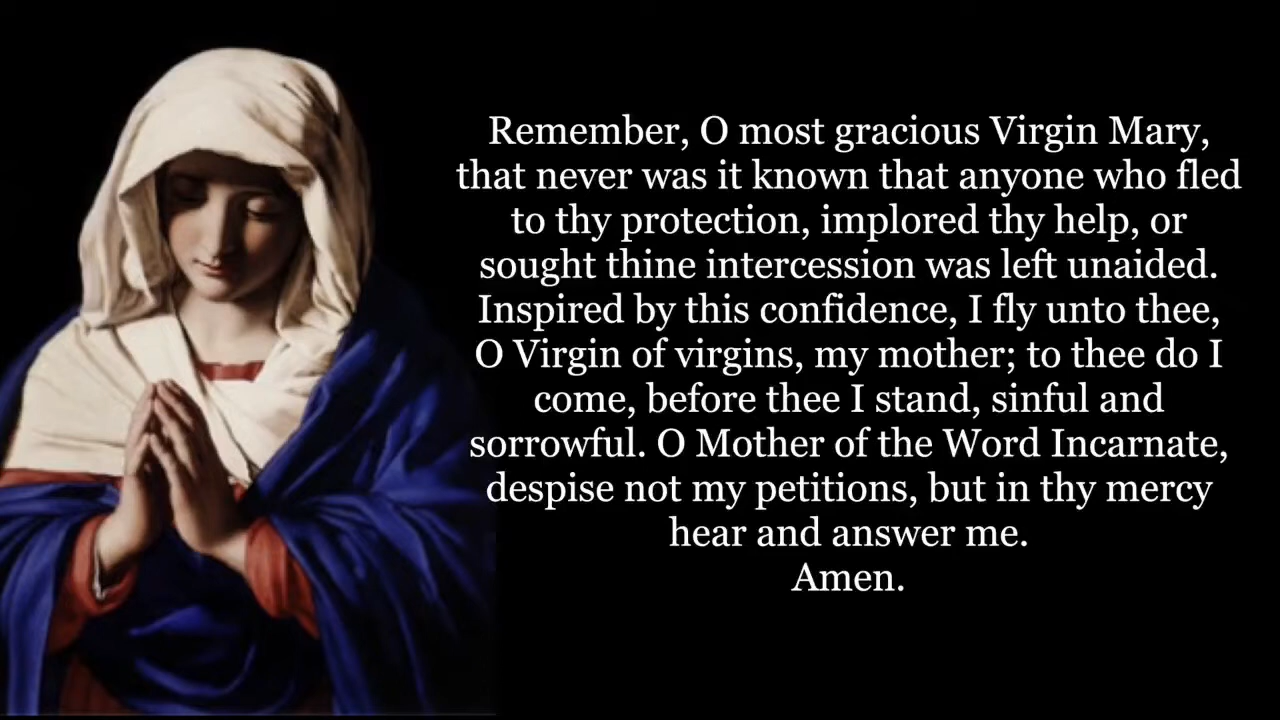 Remember, O most gracious Virgin Mary,
that never was it known that anyone who fled
to thy protection, implored thy help, or
sought thine intercession was left unaided.
Inspired by this confidence, I fly unto thee,
O Virgin of virgins, my mother; to thee do I
come, before thee I stand, sinful and
sorrowful. O Mother of the Word Incarnate,
despise not my petitions, but in thy mercy
hear and answer me.
Amen.